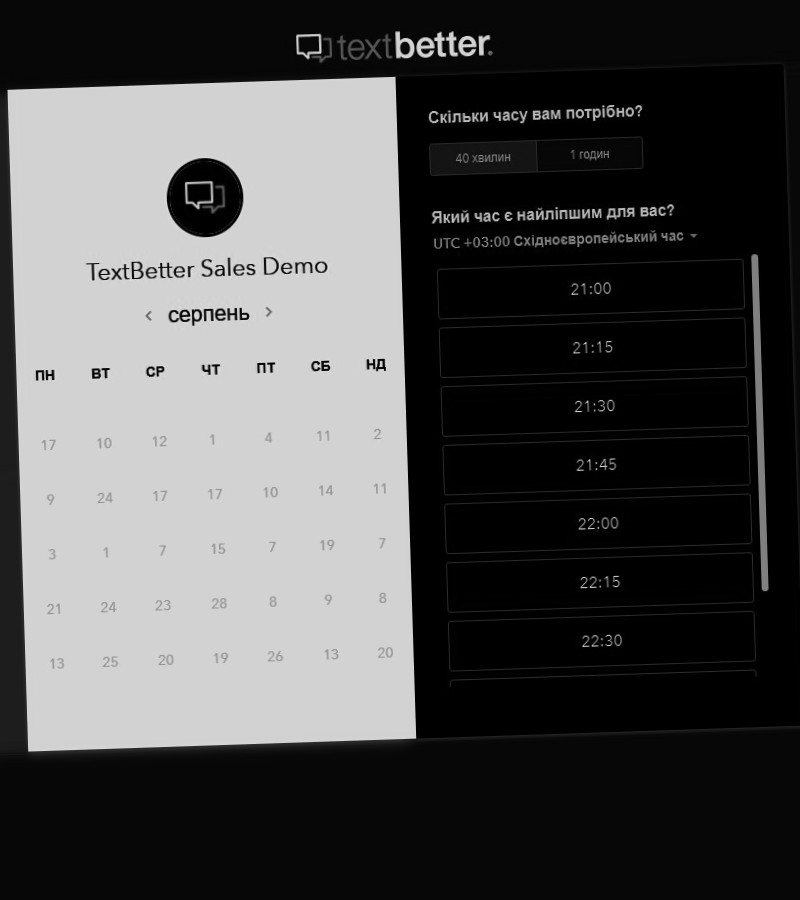 textbetter.
TextBetter Sales Demo
серпень
ПН ВТ СР ЧТ ПТ СБ НД
17 10 12 1 4 11 2
9 24 17 17 10 14 11
3 1 7 15 7 19 7
21 24 23 28 8 9 8
13 25 20 19 26 13 20
Скільки часу вам потрібно?
40 хвилин 1 годин
Який час є найліпшим для вас?
UTC +03:00 Східноєвропейський час
21:00
21:15
21:30
21:45
22:00
22:15
22:30